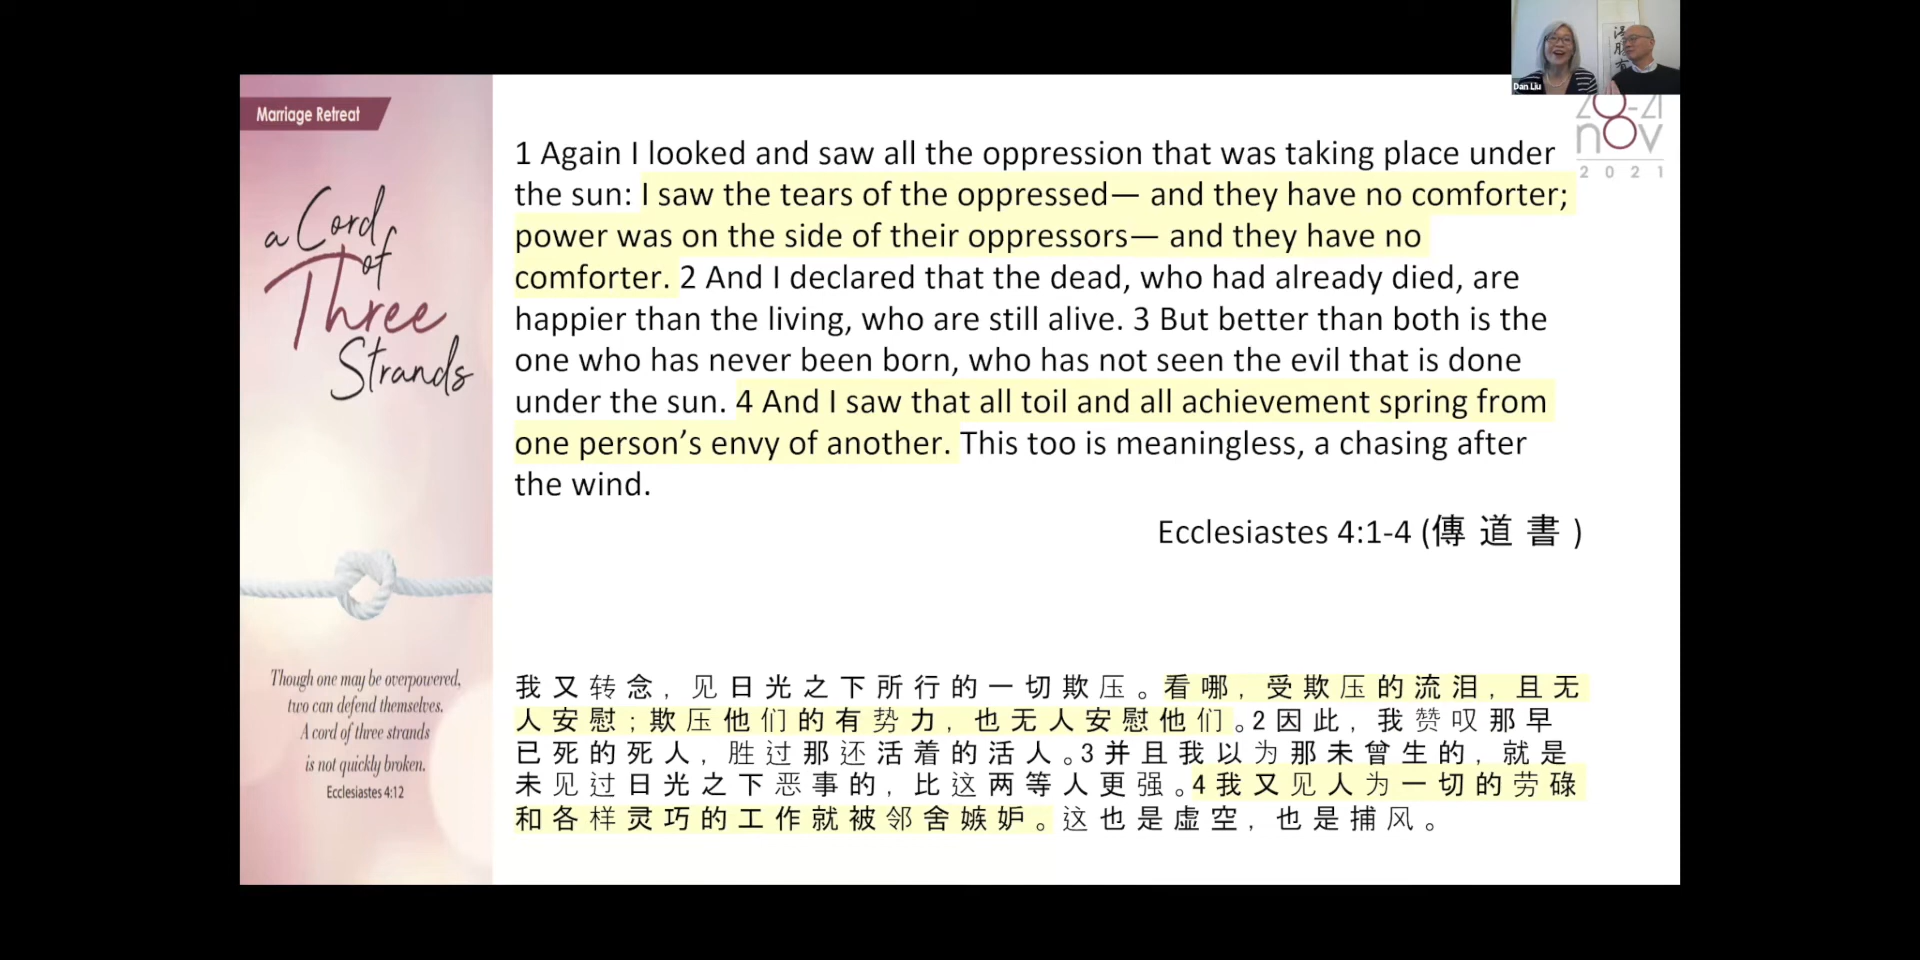 Marriage Retreat
a Cord
of
Three
Strands
Though one may be overpowered,
two can defend themselves.
A cord of three strands
is not quickly broken.
Ecclesiastes 4:12
Dan Liu
20-21
nov
2021
1 Again I looked and saw all the oppression that was taking place under
the sun: I saw the tears of the oppressed— and they have no comforter;
power was on the side of their oppressors— and they have no
comforter. 2 And I declared that the dead, who had already died, are
happier than the living, who are still alive. 3 But better than both is the
one who has never been born, who has not seen the evil that is done
under the sun. 4 And I saw that all toil and all achievement spring from
one person’s envy of another. This too is meaningless, a chasing after
the wind.
Ecclesiastes 4:1-4 (傳道書)
我又转念，见日光之下所行的一切欺压。看哪，受欺压的流泪，且无
人安慰；欺压他们的有势力，也无人安慰他们。2因此，我赞叹那早
已死的死人，胜过那还活着的活人。3并且我以为那未曾生的，就是
未见过日光之下恶事的，比这两等人更强。4我又见人为一切的劳碌
和各样灵巧的工作就被邻舍嫉妒。这也是虚空，也是捕风。